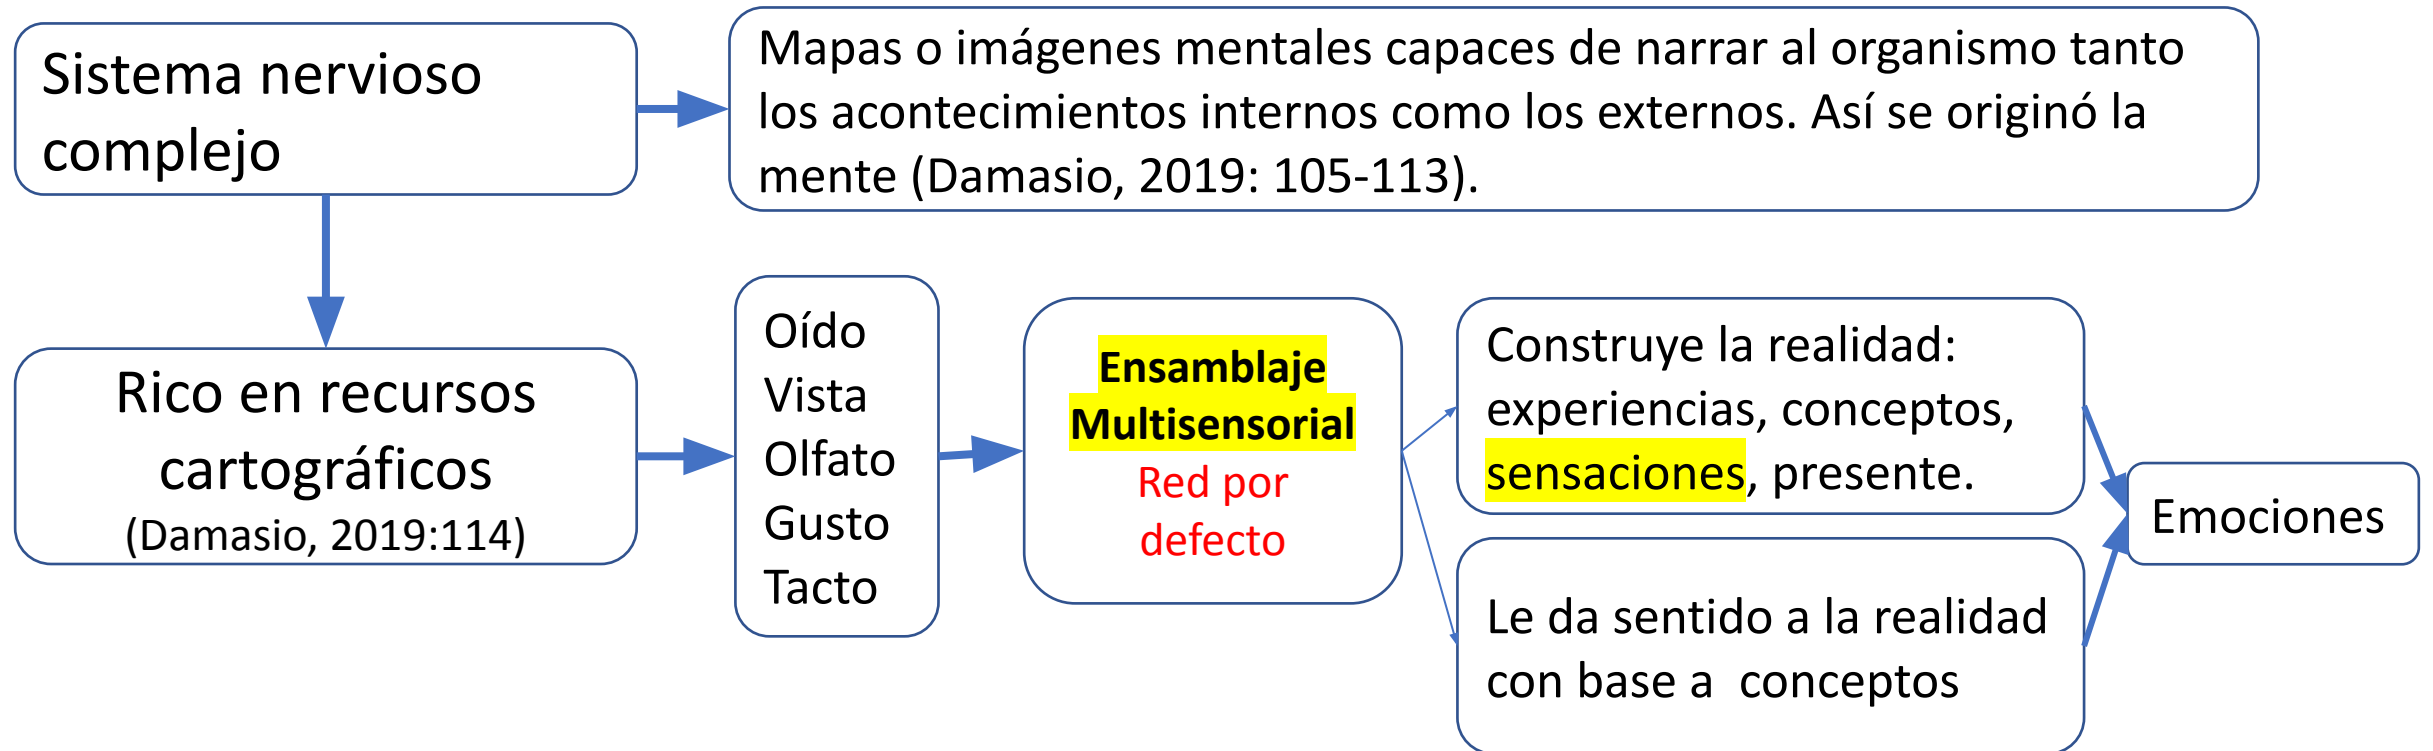 Sistema nervioso
complejo
Mapas o imágenes mentales capaces de narrar al organismo tanto
los acontecimientos internos como los externos. Así se originó la
mente (Damasio, 2019: 105-113).
Rico en recursos
cartográficos
(Damasio, 2019:114)
Oído
Vista
Olfato
Gusto
Tacto
Ensamblaje
Multisensorial
Red por
defecto
Construye la realidad:
experiencias, conceptos,
sensaciones, presente.
Le da sentido a la realidad
con base a  conceptos
Emociones